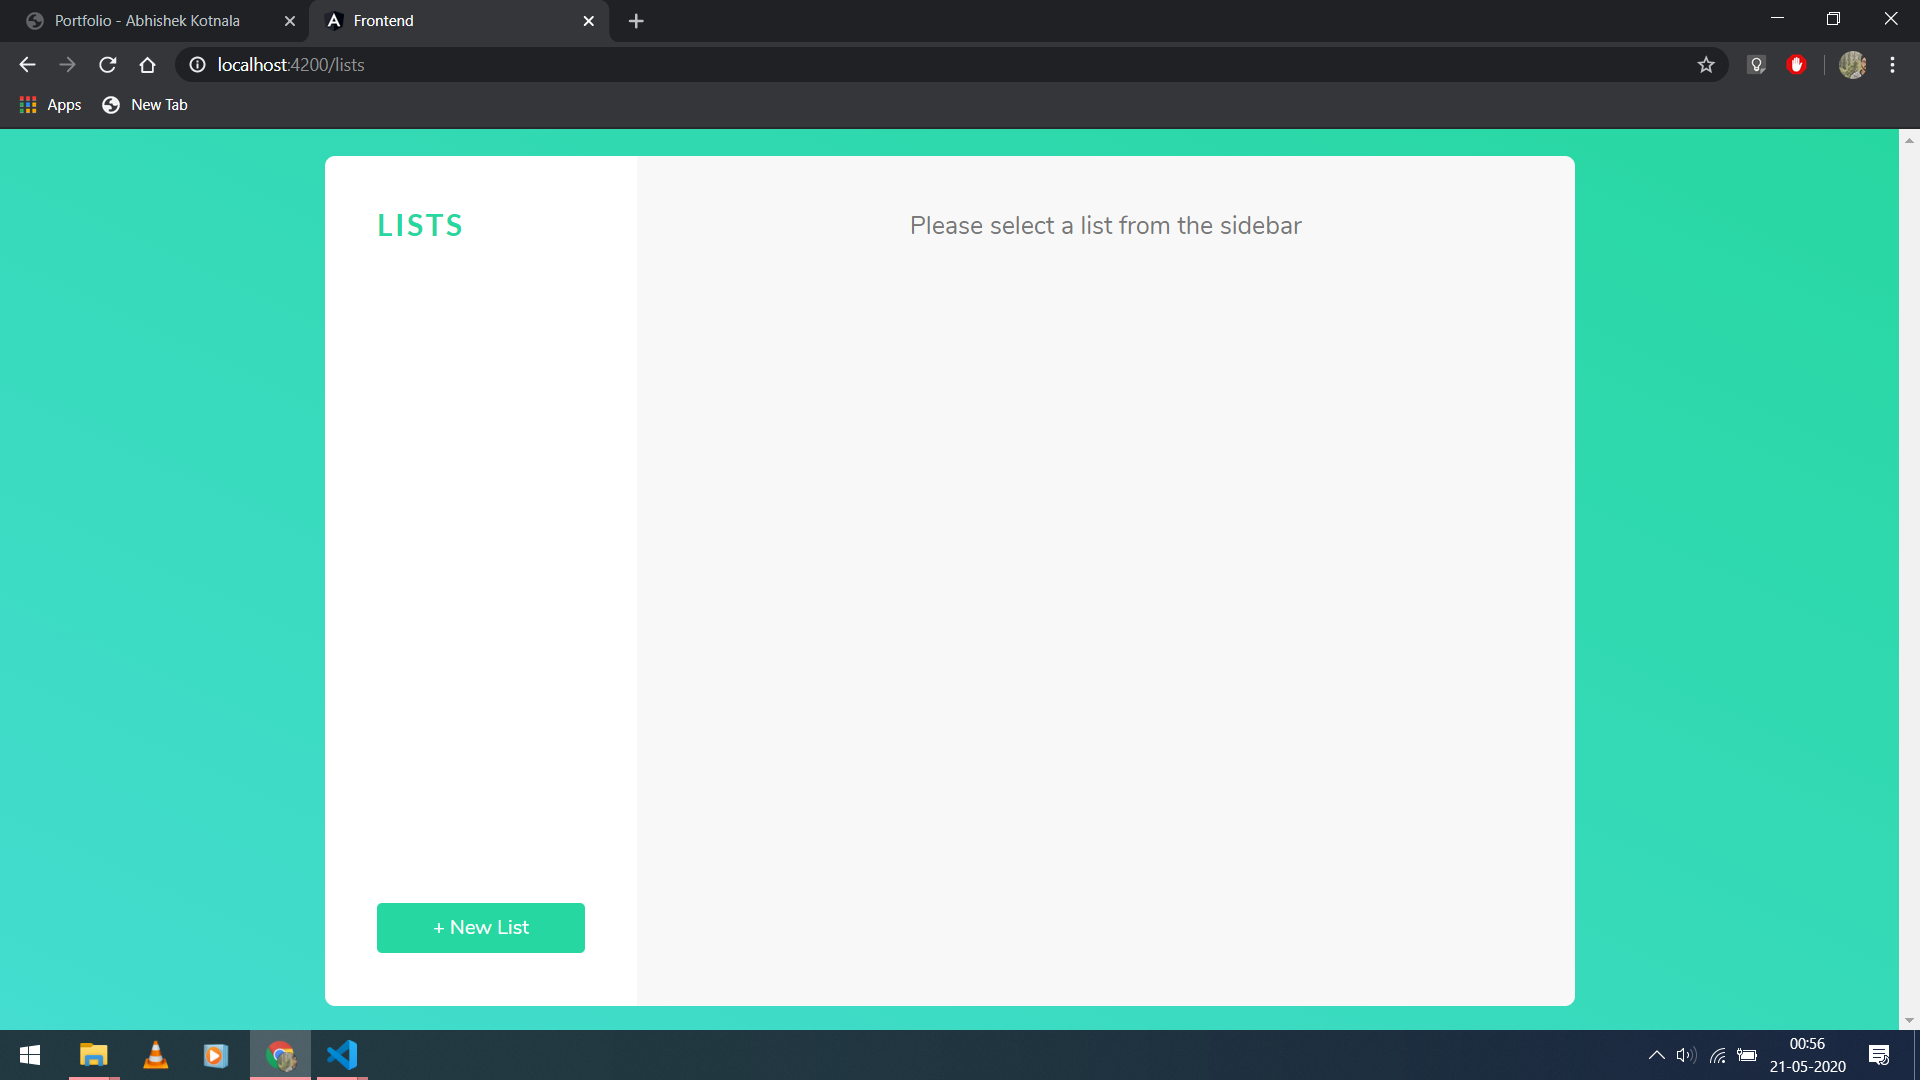 Portfolio - Abhishek Kotnala
Frontend
localhost:4200/lists
Apps
New Tab
LISTS
Please select a list from the sidebar
+ New List
00:56
21-05-2020